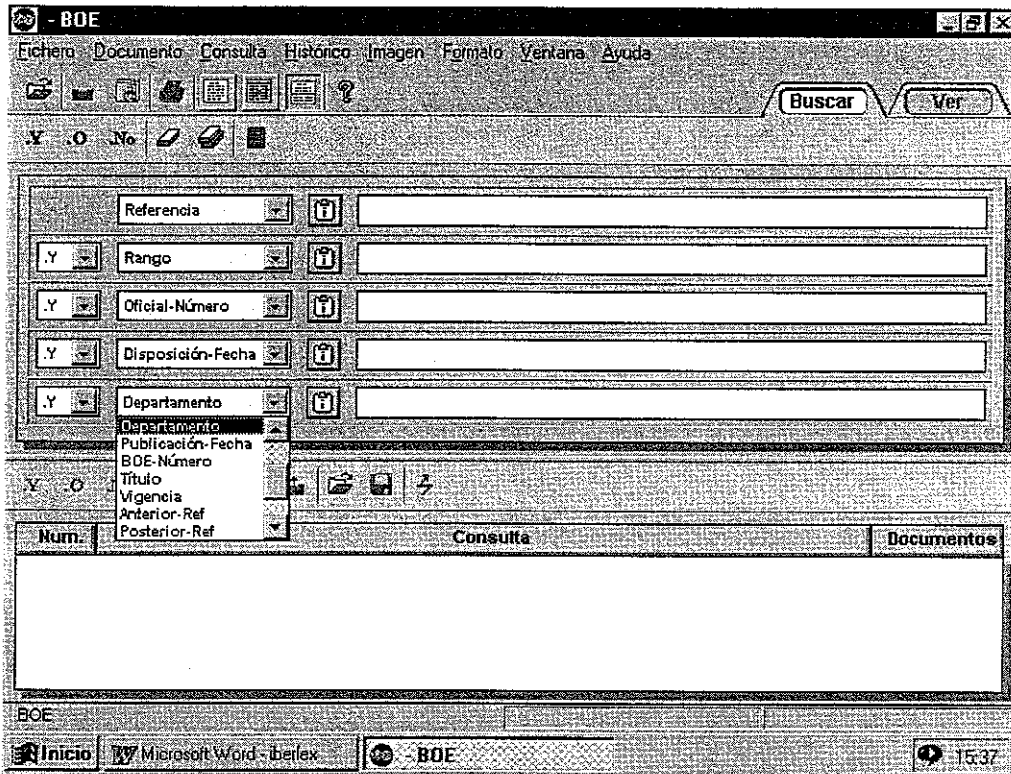 - BOE
Fichero Documento Consulta Histórico Imágen Formato Ventana Ayuda
?
Buscar Ver
.Y .O .No
Referencia
.Y Rango
.Y Oficial-Número
.Y Disposición-Fecha
.Y Departamento
Departamento
Publicación-Fecha
BOE-Número
Título
Vigencia
Anterior-Ref
Posterior-Ref
.Y .O
Num. Consulta Documentos
BOE
Inicio Microsoft Word - iberlex - BOE 15:37